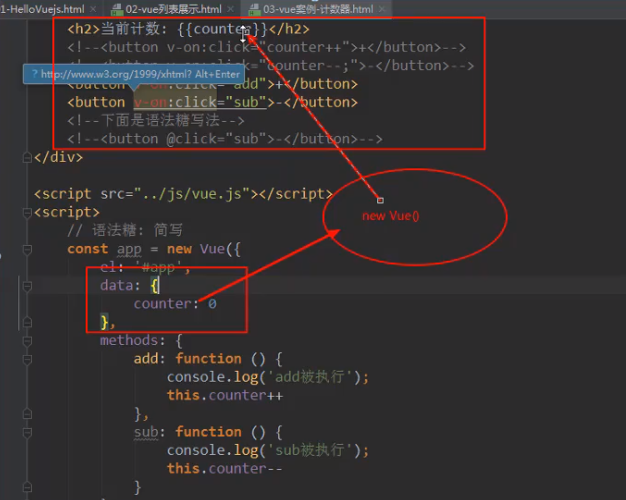 01-HelloVuejs.html × 02-vue列表展示.html × 03-vue案例-计数器.html ×
<h2>当前计数: {{counter}}</h2>
<!--<button v-on:click="counter++">+</button>-->
<button v-on:click="counter--;">-</button>-->
? http://www.w3.org/1999/xhtml? Alt+Enter
<button v-on:click="add">+</button>
<button v-on:click="sub">-</button>
<!--下面是语法糖写法-->
<!--<button @click="sub">-</button>-->
</div>
<script src="../js/vue.js"></script>
<script>
new Vue()
// 语法糖: 简写
const app = new Vue({
el: '#app',
data: {
counter: 0
},
methods: {
add: function () {
console.log('add被执行');
this.counter++
},
sub: function () {
console.log('sub被执行');
this.counter--
}